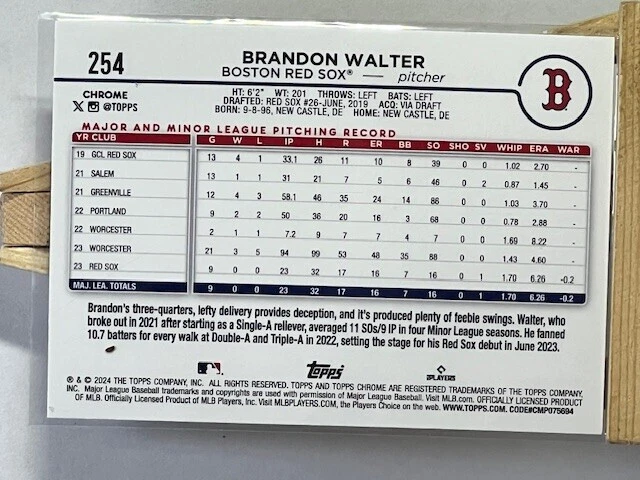 254
BRANDON WALTER
BOSTON RED SOX® — pitcher
CHROME
X @TOPPS
HT: 6'2" WT: 201 THROWS: LEFT BATS: LEFT
DRAFTED: RED SOX #26-JUNE, 2019 ACQ: VIA DRAFT
BORN: 9-8-96, NEW CASTLE, DE HOME: NEW CASTLE, DE
B
MAJOR AND MINOR LEAGUE PITCHING RECORD
YR CLUB G W L IP H R ER BB SO SHO SV WHIP ERA WAR
19 GCL RED SOX 13 4 1 33.1 26 11 10 8 39 0 0 1.02 2.70 -
21 SALEM 13 1 1 31 21 7 5 6 46 0 2 0.87 1.45 -
21 GREENVILLE 12 4 3 58.1 46 35 24 14 86 0 0 1.03 3.70 -
22 PORTLAND 9 2 2 50 36 20 16 3 68 0 0 0.78 2.88 -
22 WORCESTER 2 1 1 7.2 9 7 7 4 7 0 0 1.69 8.22 -
23 WORCESTER 21 3 5 94 99 53 48 35 88 0 0 1.43 4.60 -
23 RED SOX 9 0 0 23 32 17 16 7 16 0 1 1.70 6.26 -0.2
MAJ. LEA. TOTALS 9 0 0 23 32 17 16 7 16 0 1 1.70 6.26 -0.2
Brandon's three-quarters, lefty delivery provides deception, and it's produced plenty of feeble swings. Walter, who
broke out in 2021 after starting as a Single-A reliever, averaged 11 SOs/9 IP in four Minor League seasons. He fanned
10.7 batters for every walk at Double-A and Triple-A in 2022, setting the stage for his Red Sox debut in June 2023.
Topps
PLAYERS
® & © 2024 THE TOPPS COMPANY, INC. ALL RIGHTS RESERVED. TOPPS AND TOPPS CHROME ARE REGISTERED TRADEMARKS OF THE TOPPS COMPANY,
INC. Major League Baseball trademarks and copyrights are used with permission of Major League Baseball. Visit MLB.com. OFFICIALLY LICENSED PRODUCT
OF MLB. Officially Licensed Product of MLB Players, Inc. Visit MLBPLAYERS.COM, the Players Choice on the web. WWW.TOPPS.COM. CODE#CMP075694